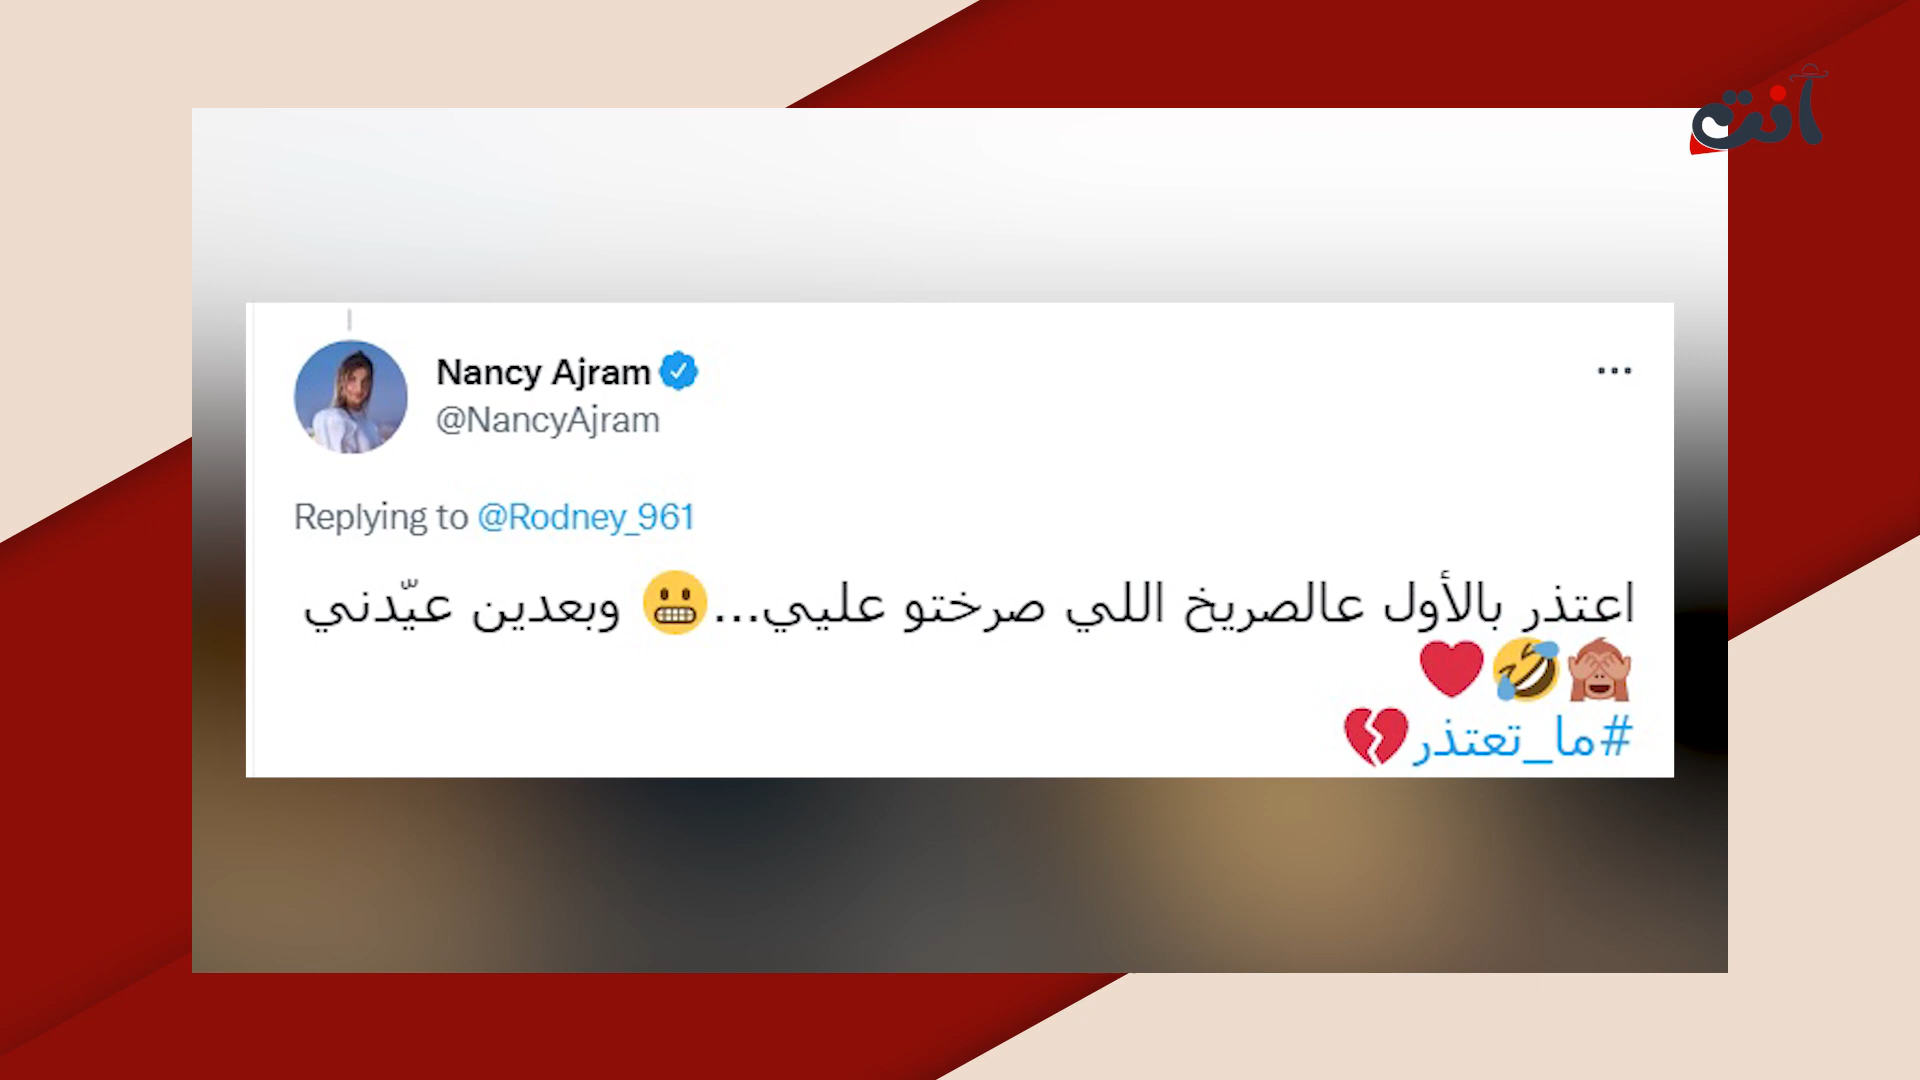 أنت
Nancy Ajram
@NancyAjram
Replying to @Rodney_961
اعتذر بالأول عالصريخ اللي صرختو عليي...😬 وبعدين عيّدني
🙈🤣❤️
#ما_تعتذر💔